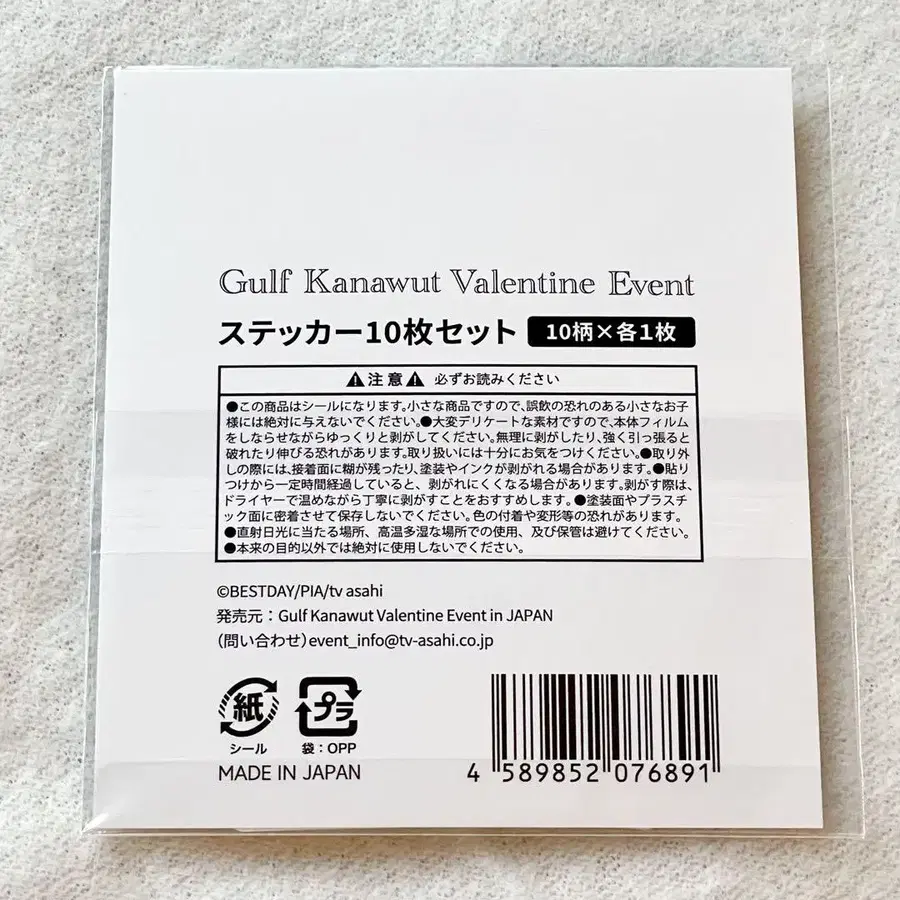 Gulf Kanawut Valentine Event
ステッカー10枚セット 10柄×各1枚
⚠注意⚠ 必ずお読みください
●この商品はシールになります。小さな商品ですので、誤飲の恐れのある小さなお子
様には絶対に与えないでください。●大変デリケートな素材ですので、本体フィルム
をしならせながらゆっくりと剥がしてください。無理に剥がしたり、強く引っ張ると
破れたり伸びる恐れがあります。取り扱いには十分にお気をつけください。●取り外
しの際には、接着面に糊が残ったり、塗装やインクが剥がれる場合があります。●貼り
つけから一定時間経過していると、剥がれにくくなる場合があります。剥がす際は、
ドライヤーで温めながら丁寧に剥がすことをおすすめします。●塗装面やプラスチ
ック面に密着させて保存しないでください。色の付着や変形等の恐れがあります。
●直射日光に当たる場所、高温多湿な場所での使用、及び保管は避けてください。
●本来の目的以外では絶対に使用しないでください。
©BESTDAY/PIA/tv asahi
発売元：Gulf Kanawut Valentine Event in JAPAN
（問い合わせ）event_info@tv-asahi.co.jp
紙 プラ
シール 袋：OPP
MADE IN JAPAN
4 589852 076891